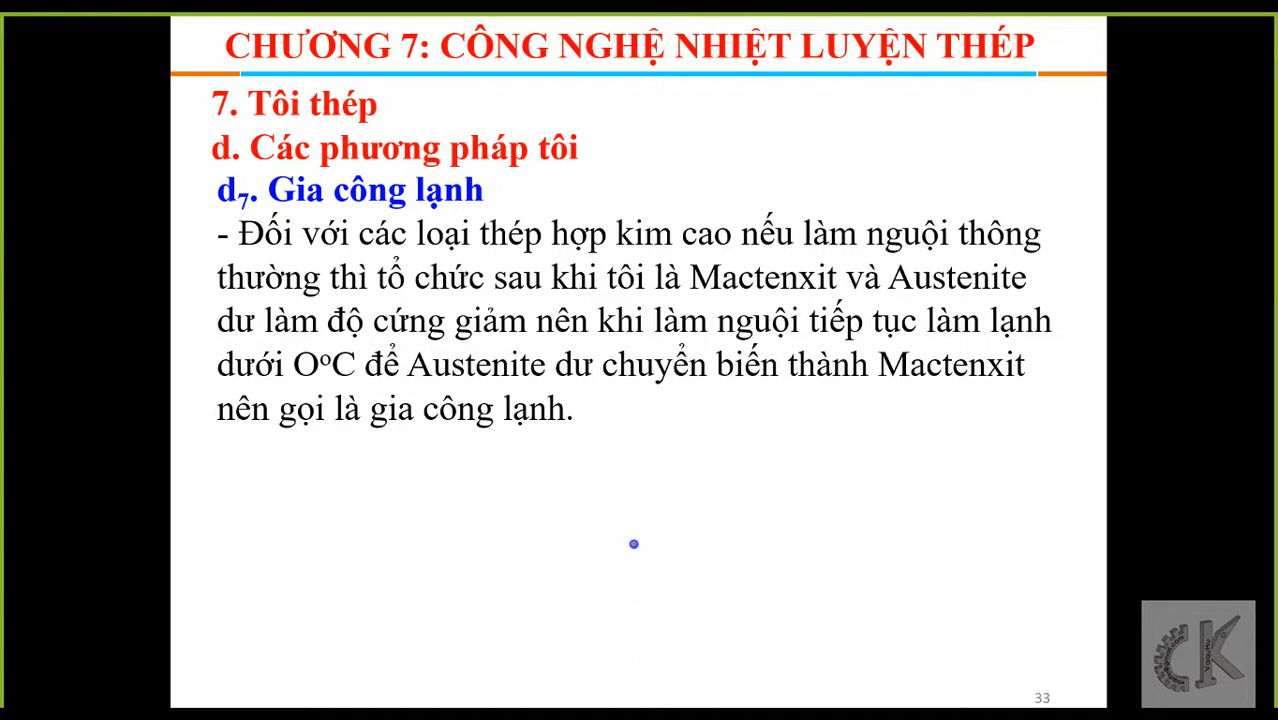 CHƯƠNG 7: CÔNG NGHỆ NHIỆT LUYỆN THÉP
7. Tôi thép
d. Các phương pháp tôi
d₇. Gia công lạnh
- Đối với các loại thép hợp kim cao nếu làm nguội thông
thường thì tổ chức sau khi tôi là Mactenxit và Austenite
dư làm độ cứng giảm nên khi làm nguội tiếp tục làm lạnh
dưới OᵒC để Austenite dư chuyển biến thành Mactenxit
nên gọi là gia công lạnh.
33
CK